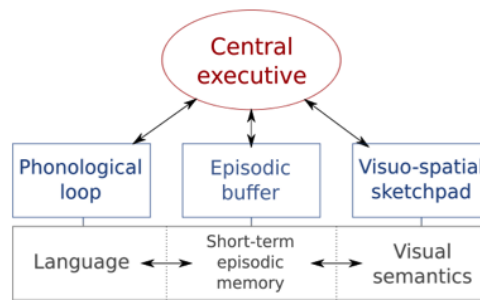 Central
executive
Phonological
loop
Episodic
buffer
Visuo-spatial
sketchpad
Language
Short-term
episodic
memory
Visual
semantics